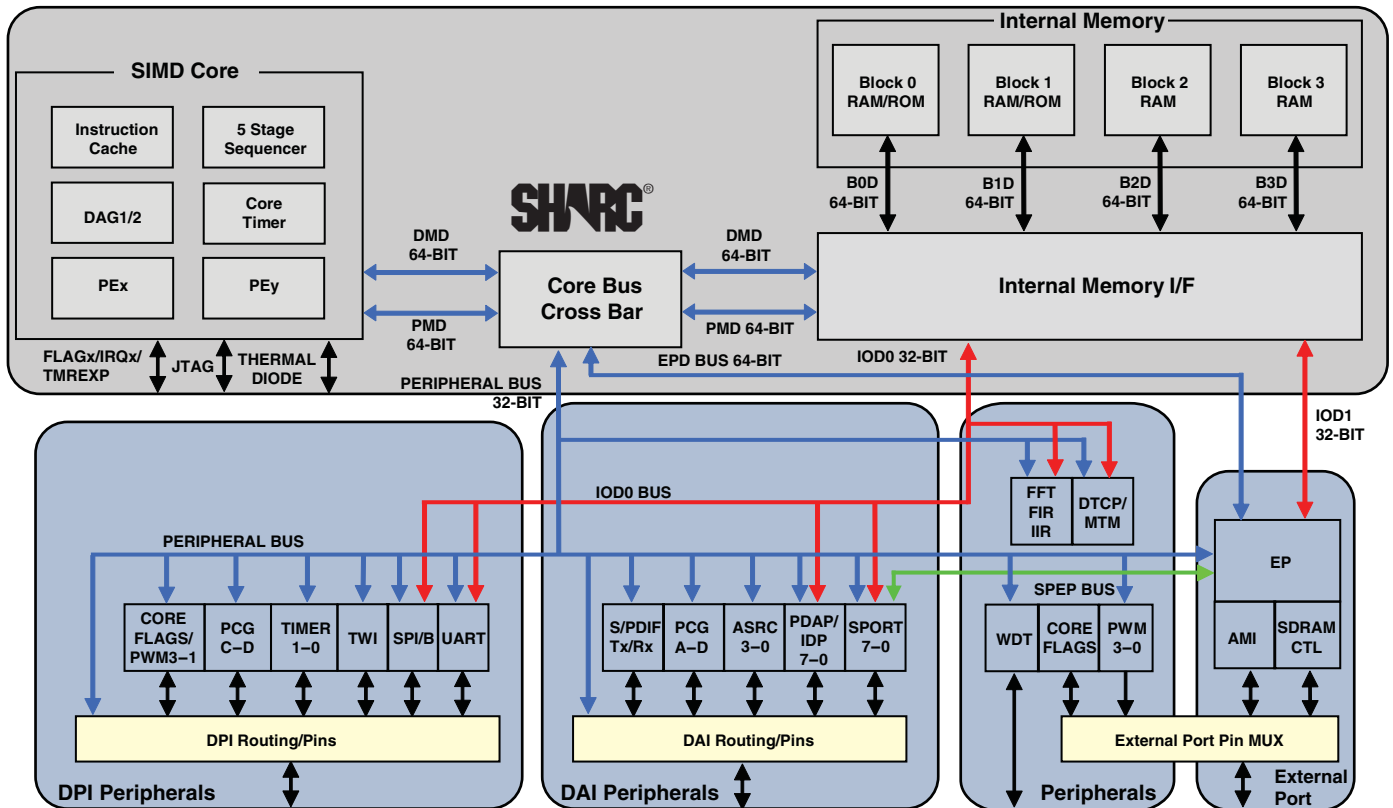 Internal Memory
SIMD Core
Block 0
RAM/ROM
Block 1
RAM/ROM
Block 2
RAM
Block 3
RAM
Instruction
Cache
5 Stage
Sequencer
DAG1/2
Core
Timer
PEx
PEy
B0D
64-BIT
B1D
64-BIT
B2D
64-BIT
B3D
64-BIT
SHARC®
DMD
64-BIT
DMD
64-BIT
Core Bus
Cross Bar
Internal Memory I/F
PMD
64-BIT
PMD 64-BIT
FLAGx/IRQx/
TMREXP
JTAG
THERMAL
DIODE
EPD BUS 64-BIT
IOD0 32-BIT
PERIPHERAL BUS
32-BIT
IOD1
32-BIT
IOD0 BUS
FFT
FIR
IIR
DTCP/
MTM
PERIPHERAL BUS
EP
SPEP BUS
CORE
FLAGS/
PWM3–1
PCG
C–D
TIMER
1–0
TWI
SPI/B
UART
S/PDIF
Tx/Rx
PCG
A–D
ASRC
3–0
PDAP/
IDP
7–0
SPORT
7–0
WDT
CORE
FLAGS
PWM
3–0
AMI
SDRAM
CTL
DPI Routing/Pins
DAI Routing/Pins
External Port Pin MUX
DPI Peripherals
DAI Peripherals
Peripherals
External
Port